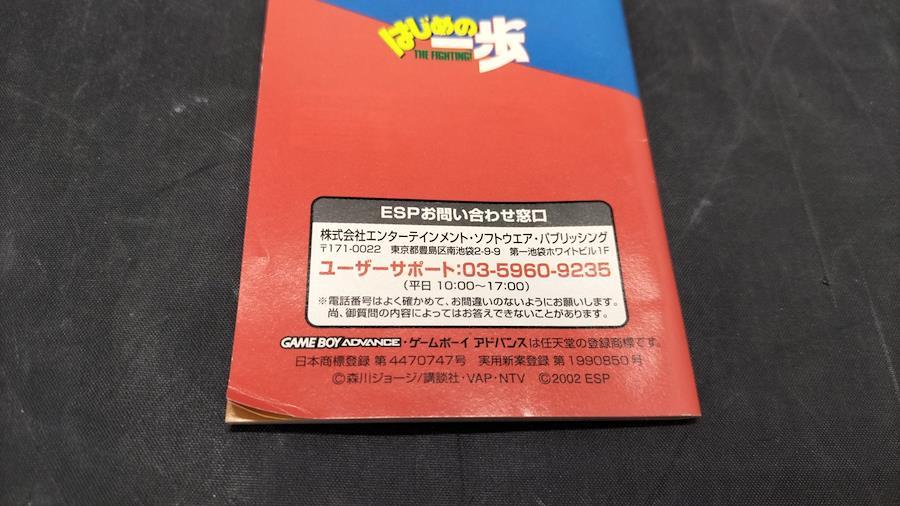 はじめの一歩
THE FIGHTING!
ESPお問い合わせ窓口
株式会社エンターテインメント・ソフトウエア・パブリッシング
〒171-0022 東京都豊島区南池袋2-9-9 第一池袋ホワイトビル1F
ユーザーサポート:03-5960-9235
(平日 10:00〜17:00)
※電話番号はよく確かめて、お間違いのないようにお願いします。
尚、御質問の内容によってはお答えできないことがあります。
GAME BOY ADVANCE・ゲームボーイ アドバンスは任天堂の登録商標です。
日本商標登録 第4470747号 実用新案登録 第1990850号
©森川ジョージ/講談社・VAP・NTV ©2002 ESP